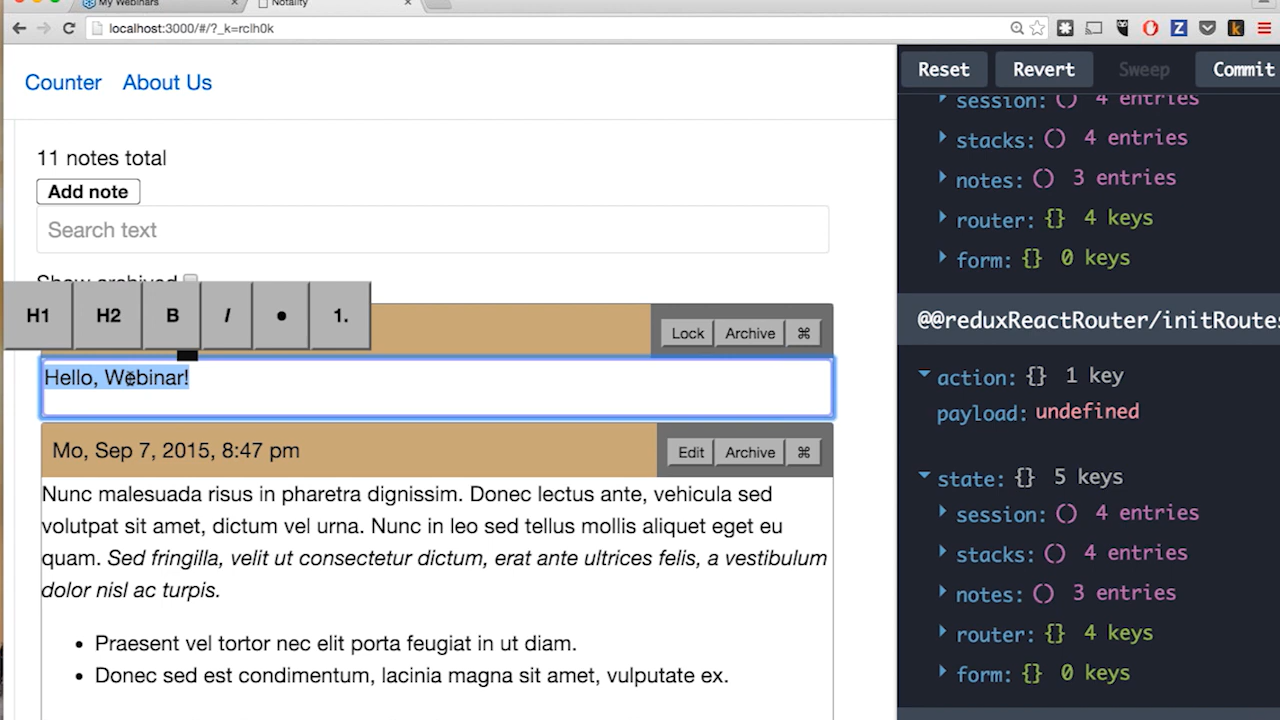 My Webinars
Notality
localhost:3000/#/?_k=rclh0k
Counter About Us
11 notes total
Add note
Search text
Show archived
H1 H2 B I • 1.
Lock Archive ⌘
Hello, Webinar!
Mo, Sep 7, 2015, 8:47 pm
Edit Archive ⌘
Nunc malesuada risus in pharetra dignissim. Donec lectus ante, vehicula sed
volutpat sit amet, dictum vel urna. Nunc in leo sed tellus mollis aliquet eget eu
quam. Sed fringilla, velit ut consectetur dictum, erat ante ultrices felis, a vestibulum
dolor nisl ac turpis.
• Praesent vel tortor nec elit porta feugiat in ut diam.
• Donec sed est condimentum, lacinia magna sit amet, vulputate ex.
Reset Revert Sweep Commit
session: () 4 entries
stacks: () 4 entries
notes: () 3 entries
router: {} 4 keys
form: {} 0 keys
@@reduxReactRouter/initRoutes
action: {} 1 key
payload: undefined
state: {} 5 keys
session: () 4 entries
stacks: () 4 entries
notes: () 3 entries
router: {} 4 keys
form: {} 0 keys